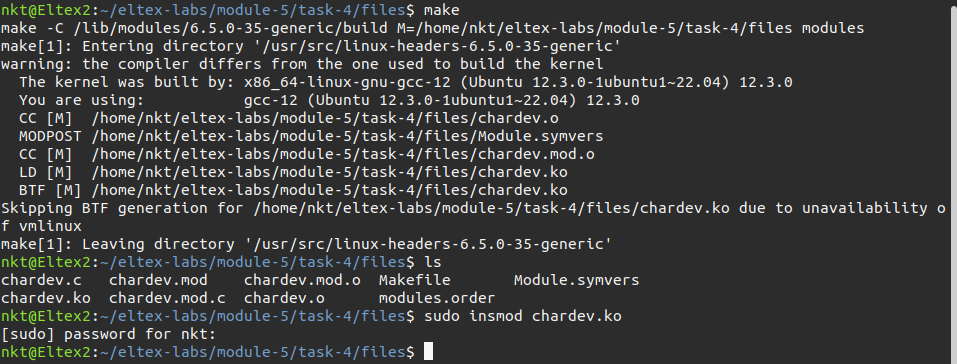 nkt@Eltex2:~/eltex-labs/module-5/task-4/files$ make
make -C /lib/modules/6.5.0-35-generic/build M=/home/nkt/eltex-labs/module-5/task-4/files modules
make[1]: Entering directory '/usr/src/linux-headers-6.5.0-35-generic'
warning: the compiler differs from the one used to build the kernel
  The kernel was built by: x86_64-linux-gnu-gcc-12 (Ubuntu 12.3.0-1ubuntu1~22.04) 12.3.0
  You are using:           gcc-12 (Ubuntu 12.3.0-1ubuntu1~22.04) 12.3.0
  CC [M]  /home/nkt/eltex-labs/module-5/task-4/files/chardev.o
  MODPOST /home/nkt/eltex-labs/module-5/task-4/files/Module.symvers
  CC [M]  /home/nkt/eltex-labs/module-5/task-4/files/chardev.mod.o
  LD [M]  /home/nkt/eltex-labs/module-5/task-4/files/chardev.ko
  BTF [M] /home/nkt/eltex-labs/module-5/task-4/files/chardev.ko
Skipping BTF generation for /home/nkt/eltex-labs/module-5/task-4/files/chardev.ko due to unavailability o
f vmlinux
make[1]: Leaving directory '/usr/src/linux-headers-6.5.0-35-generic'
nkt@Eltex2:~/eltex-labs/module-5/task-4/files$ ls
chardev.c   chardev.mod    chardev.mod.o  Makefile       Module.symvers
chardev.ko  chardev.mod.c  chardev.o      modules.order
nkt@Eltex2:~/eltex-labs/module-5/task-4/files$ sudo insmod chardev.ko
[sudo] password for nkt:
nkt@Eltex2:~/eltex-labs/module-5/task-4/files$